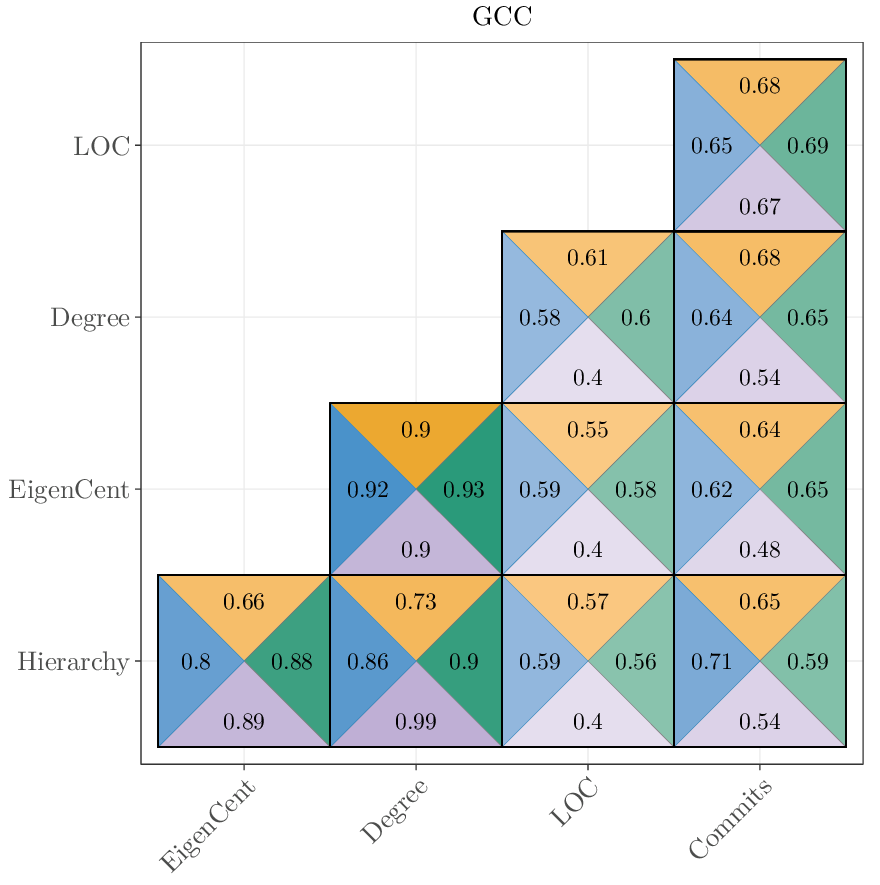 GCC
0.68
LOC 0.65 0.69
0.67
0.61 0.68
Degree 0.58 0.6 0.64 0.65
0.4 0.54
0.9 0.55 0.64
EigenCent 0.92 0.93 0.59 0.58 0.62 0.65
0.9 0.4 0.48
0.66 0.73 0.57 0.65
Hierarchy 0.8 0.88 0.86 0.9 0.59 0.56 0.71 0.59
0.89 0.99 0.4 0.54
EigenCent Degree LOC Commits